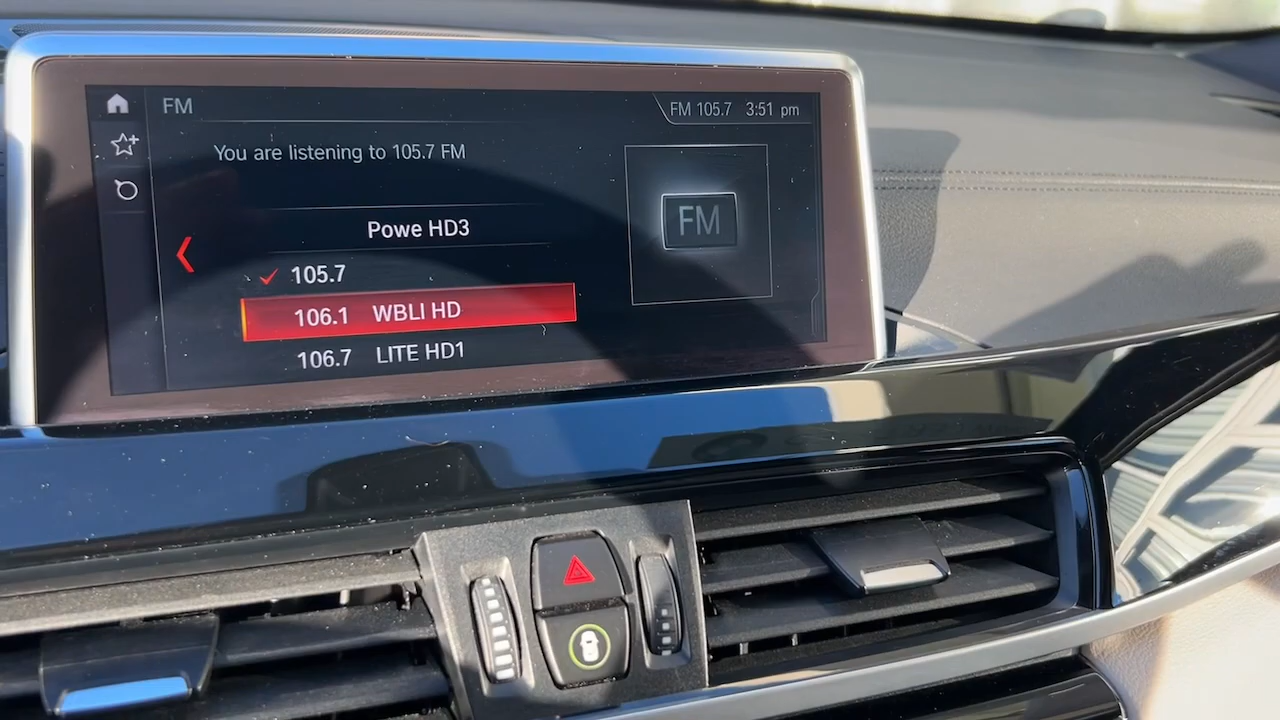 FM
FM 105.7 3:51 pm
You are listening to 105.7 FM
FM
Powe HD3
105.7
106.1 WBLI HD
106.7 LITE HD1